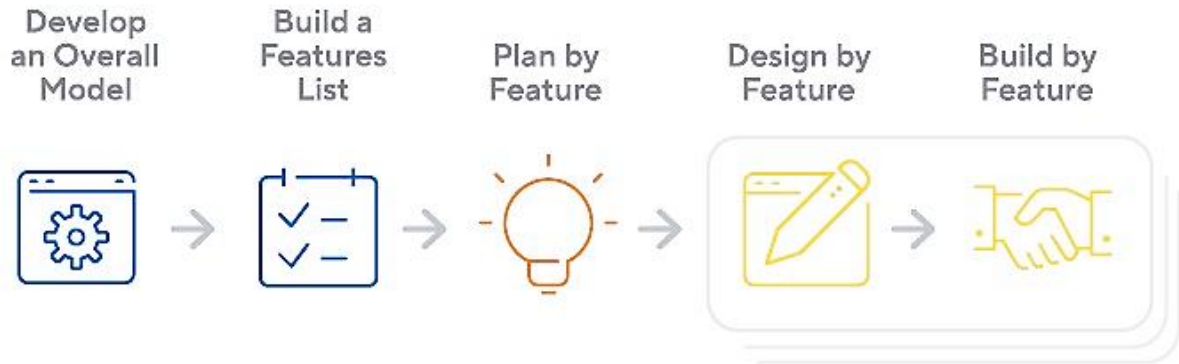 Develop
an Overall
Model
Build a
Features
List
Plan by
Feature
Design by
Feature
Build by
Feature